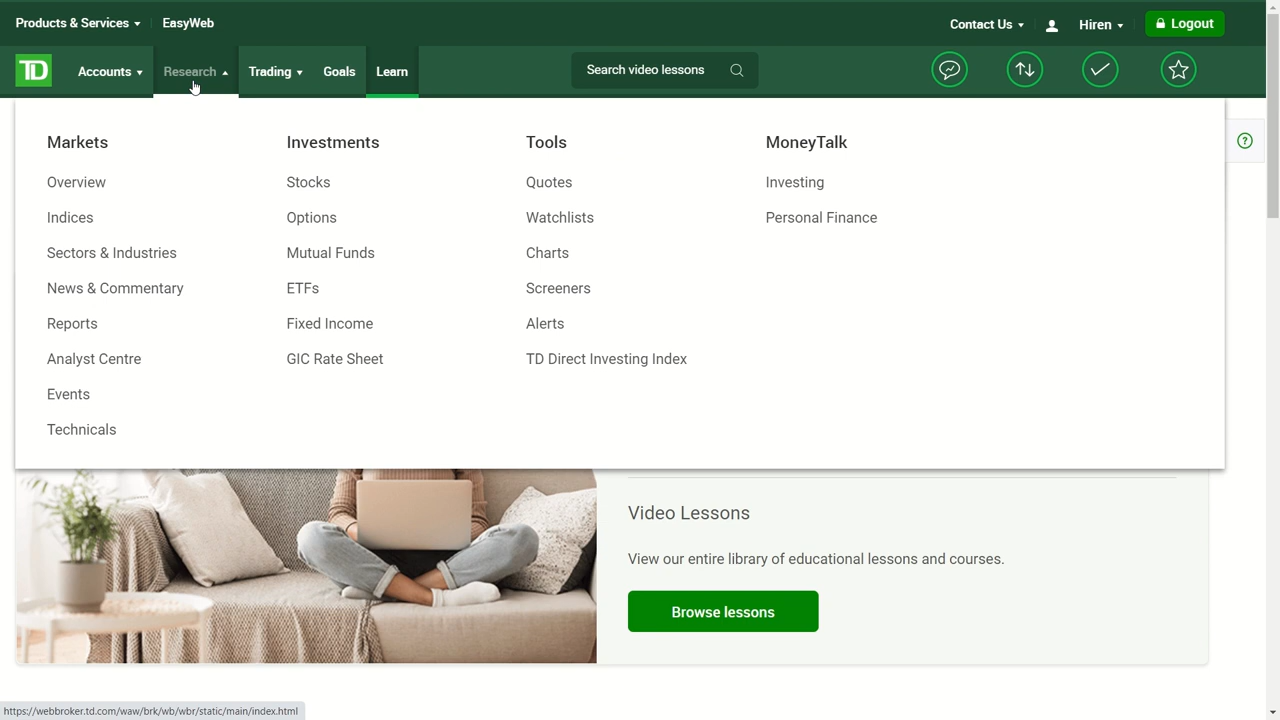 Products & Services EasyWeb Contact Us Hiren Logout
TD Accounts Research Trading Goals Learn Search video lessons
Markets Investments Tools MoneyTalk
Overview Stocks Quotes Investing
Indices Options Watchlists Personal Finance
Sectors & Industries Mutual Funds Charts
News & Commentary ETFs Screeners
Reports Fixed Income Alerts
Analyst Centre GIC Rate Sheet TD Direct Investing Index
Events
Technicals
Video Lessons
View our entire library of educational lessons and courses.
Browse lessons
https://webbroker.td.com/waw/brk/wb/wbr/static/main/index.html